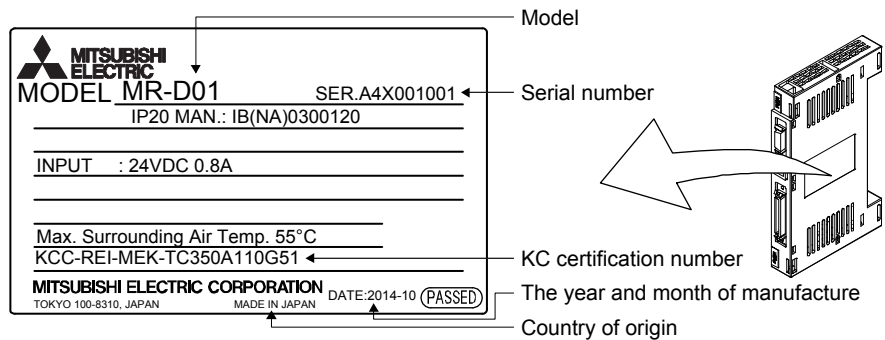 Model
MITSUBISHI
ELECTRIC
MODEL MR-D01 SER.A4X001001 Serial number
IP20 MAN.: IB(NA)0300120
INPUT : 24VDC 0.8A
Max. Surrounding Air Temp. 55°C
KCC-REI-MEK-TC350A110G51 KC certification number
MITSUBISHI ELECTRIC CORPORATION DATE:2014-10 PASSED The year and month of manufacture
TOKYO 100-8310, JAPAN MADE IN JAPAN
Country of origin